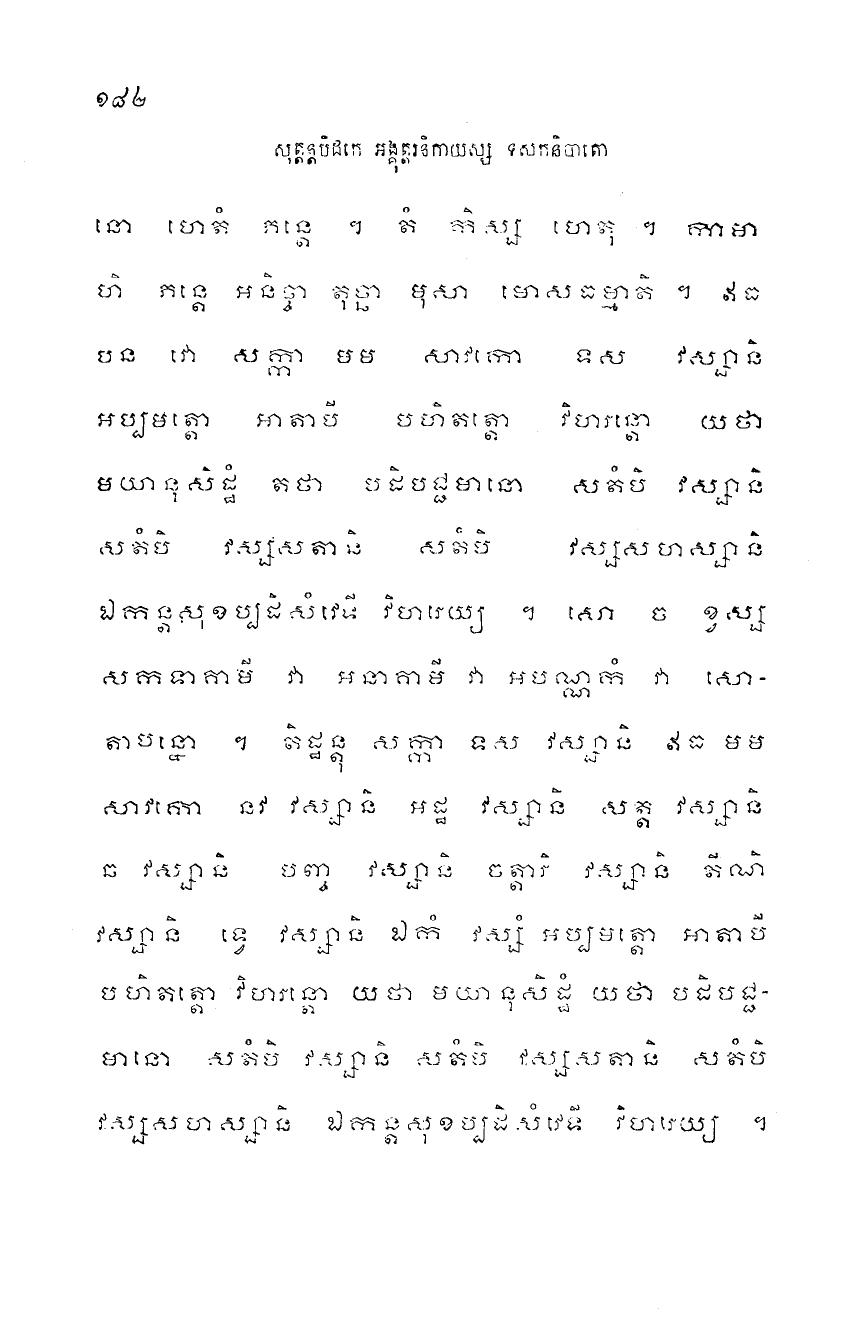 ១៨២
សុត្តន្តបិដកេ អង្គុត្តរនិកាយស្ស ទសកនិបាតោ
នោ ហេតំ ភន្តេ ។ តំ កិស្ស ហេតុ ។ កាមា
ហិ ភន្តេ អនិច្ចា តុច្ឆា មុសា មោសធម្មាតិ ។ ឥធ
បន វោ សក្កា មម សាវកោ ទស វស្សានិ
អប្បមត្តោ អាតាបី បហិតត្តោ វិហរន្តោ យថា
មយានុសិដ្ឋំ តថា បដិបជ្ជមានោ សតំបិ វស្សានិ
សតំបិ វស្សសតានិ សតំបិ វស្សសហស្សានិ
ឯកន្តសុខប្បដិសំវេទី វិហរេយ្យ ។ សោ ច ខ្វស្ស
សកទាគាមី វា អនាគាមី វា អបណ្ណកំ វា សោ-
តាបន្នោ ។ តិដ្ឋន្តុ សក្កា ទស វស្សានិ ឥធ មម
សាវកោ នវ វស្សានិ អដ្ឋ វស្សានិ សត្ត វស្សានិ
ឆ វស្សានិ បញ្ច វស្សានិ ចត្តារិ វស្សានិ តីណិ
វស្សានិ ទ្វេ វស្សានិ ឯកំ វស្សំ អប្បមត្តោ អាតាបី
បហិតត្តោ វិហរន្តោ យថា មយានុសិដ្ឋំ យថា បដិបជ្ជ-
មានោ សតំបិ វស្សានិ សតំបិ វស្សសតានិ សតំបិ
វស្សសហស្សានិ ឯកន្តសុខប្បដិសំវេទី វិហរេយ្យ ។